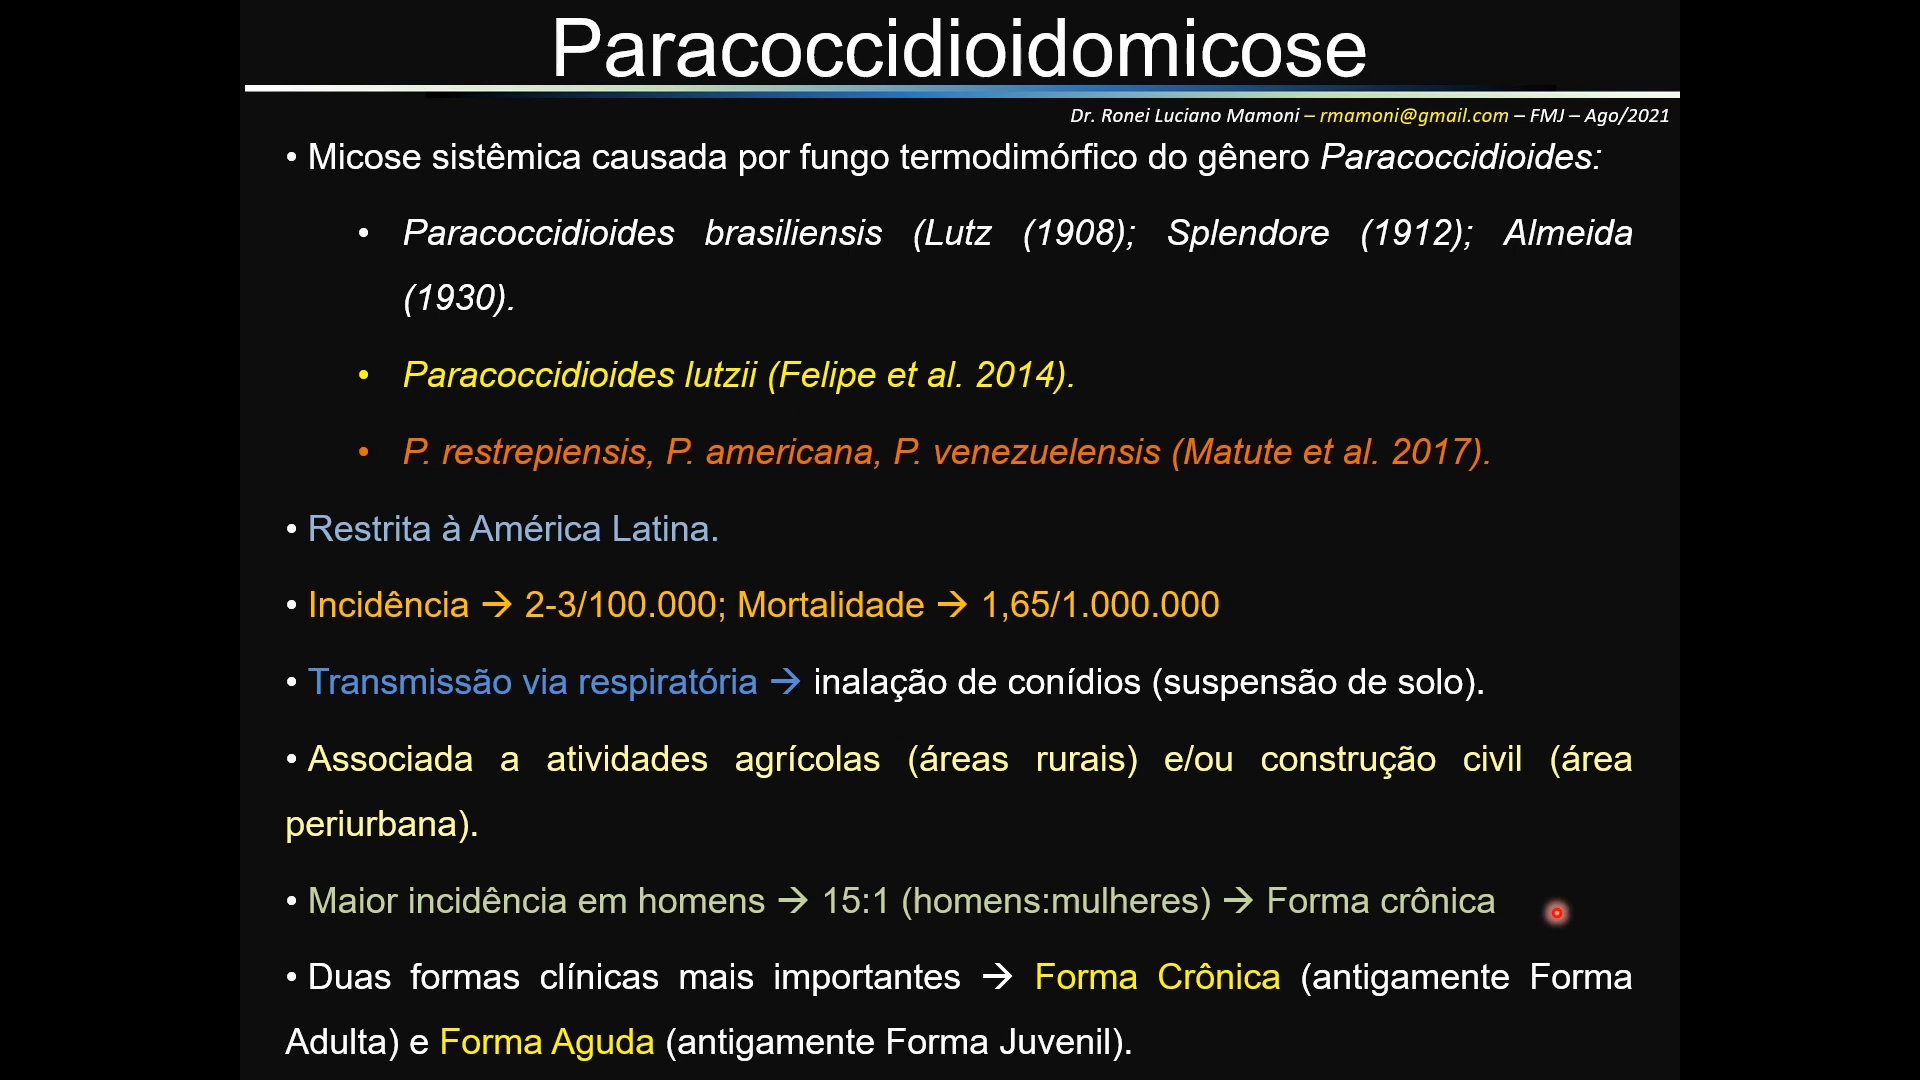 Paracoccidioidomicose
Dr. Ronei Luciano Mamoni – rmamoni@gmail.com – FMJ – Ago/2021
• Micose sistêmica causada por fungo termodimórfico do gênero Paracoccidioides:
• Paracoccidioides brasiliensis (Lutz (1908); Splendore (1912); Almeida
(1930).
• Paracoccidioides lutzii (Felipe et al. 2014).
• P. restrepiensis, P. americana, P. venezuelensis (Matute et al. 2017).
• Restrita à América Latina.
• Incidência → 2-3/100.000; Mortalidade → 1,65/1.000.000
• Transmissão via respiratória → inalação de conídios (suspensão de solo).
• Associada a atividades agrícolas (áreas rurais) e/ou construção civil (área
periurbana).
• Maior incidência em homens → 15:1 (homens:mulheres) → Forma crônica
• Duas formas clínicas mais importantes → Forma Crônica (antigamente Forma
Adulta) e Forma Aguda (antigamente Forma Juvenil).